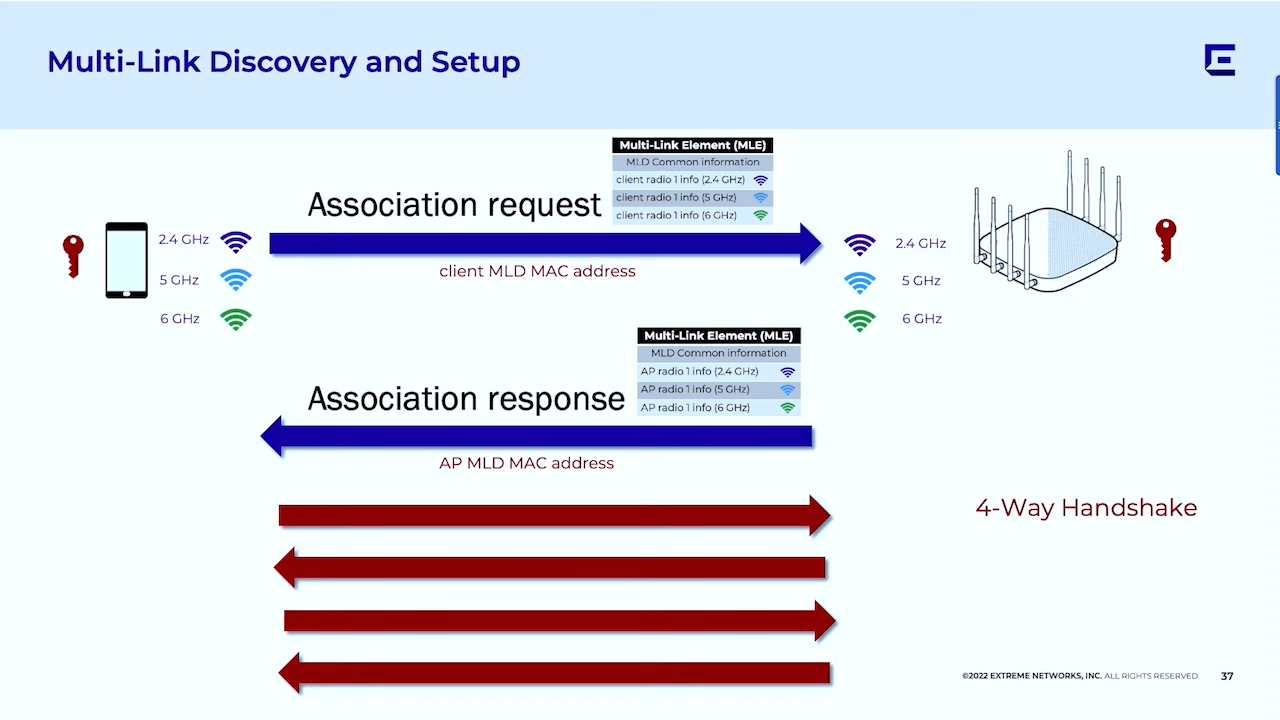 Multi-Link Discovery and Setup
Multi-Link Element (MLE)
MLD Common information
client radio 1 info (2.4 GHz)
client radio 1 info (5 GHz)
client radio 1 info (6 GHz)
Association request
client MLD MAC address
2.4 GHz
5 GHz
6 GHz
2.4 GHz
5 GHz
6 GHz
Multi-Link Element (MLE)
MLD Common information
AP radio 1 info (2.4 GHz)
AP radio 1 info (5 GHz)
AP radio 1 info (6 GHz)
Association response
AP MLD MAC address
4-Way Handshake
©2022 EXTREME NETWORKS, INC. ALL RIGHTS RESERVED.
37